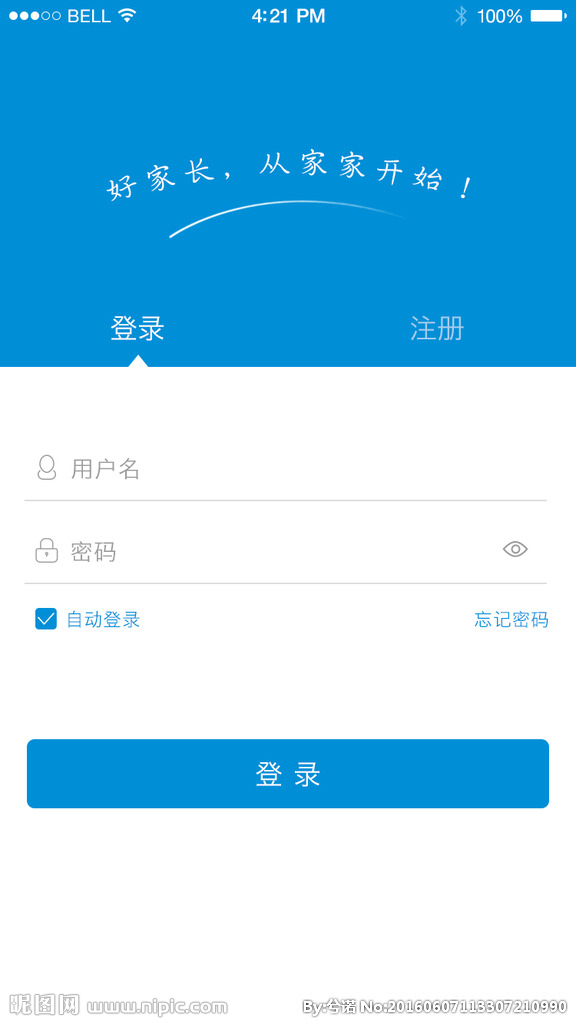 BELL 4:21 PM 100%
好家长，从家家开始！
登录 注册
用户名
密码
自动登录 忘记密码
登 录
昵图网 www.nipic.com By:兮诺 No:20160607113307210990